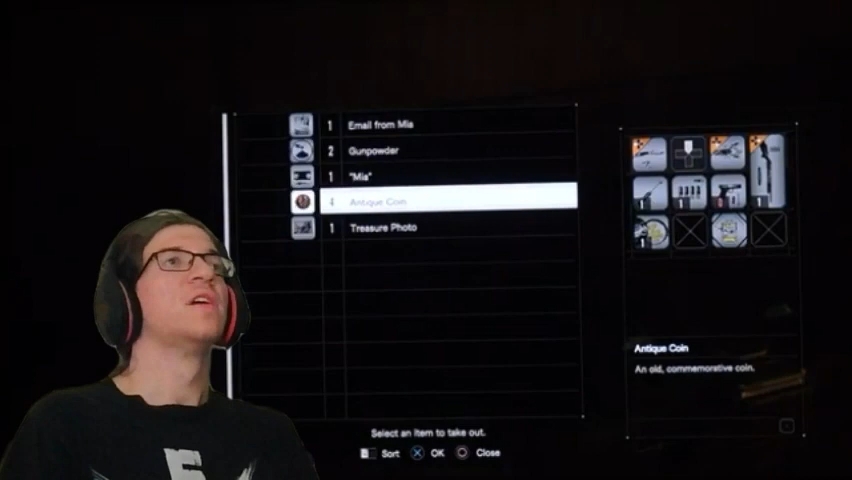 1 Email from Mia
2 Gunpowder
1 "Mia"
4 Antique Coin
1 Treasure Photo
Antique Coin
An old, commemorative coin.
Select an item to take out.
Sort OK Close